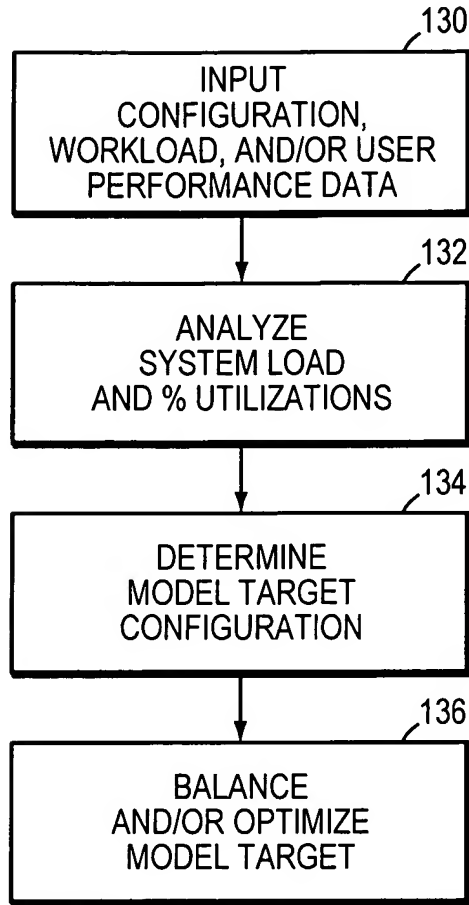 130
INPUT
CONFIGURATION,
WORKLOAD, AND/OR USER
PERFORMANCE DATA
132
ANALYZE
SYSTEM LOAD
AND % UTILIZATIONS
134
DETERMINE
MODEL TARGET
CONFIGURATION
136
BALANCE
AND/OR OPTIMIZE
MODEL TARGET